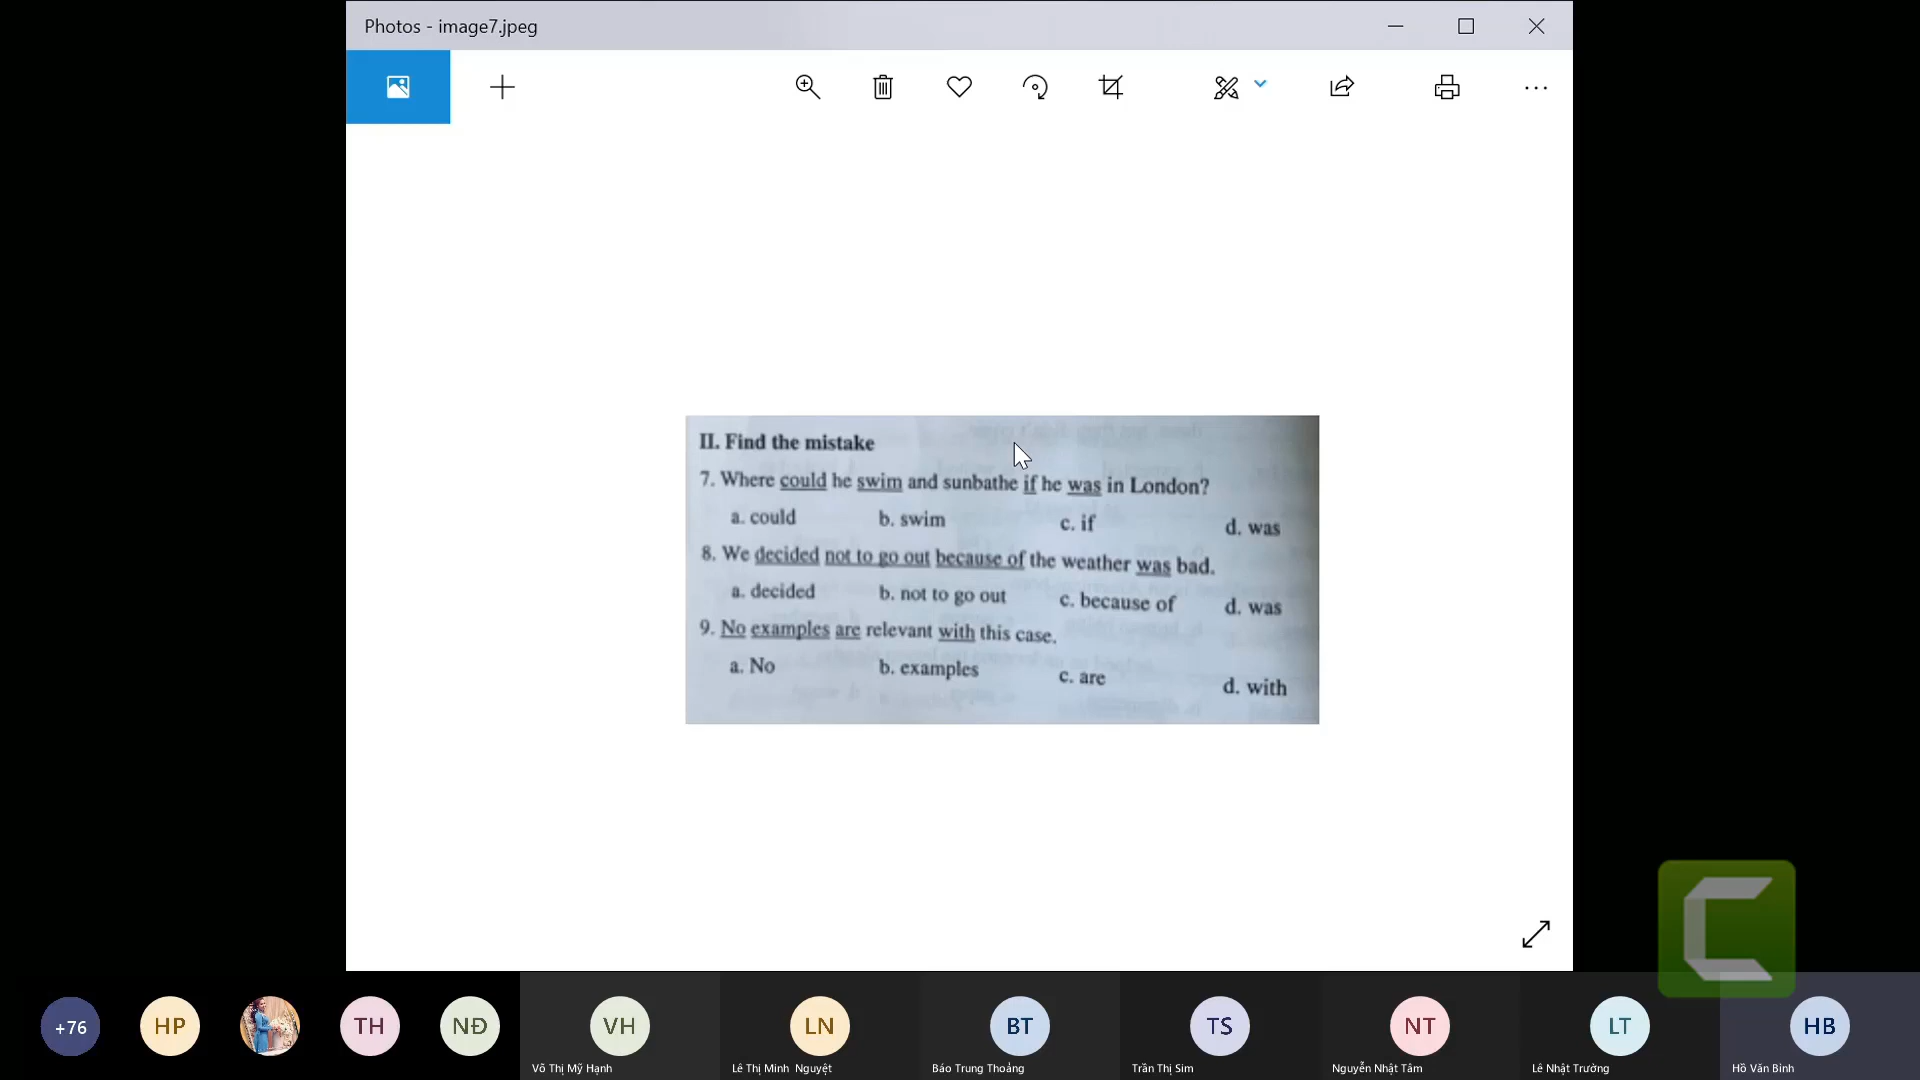 Photos - image7.jpeg
II. Find the mistake
7. Where could he swim and sunbathe if he was in London?
a. could b. swim c. if d. was
8. We decided not to go out because of the weather was bad.
a. decided b. not to go out c. because of d. was
9. No examples are relevant with this case.
a. No b. examples c. are d. with
+76 HP TH NĐ VH LN BT TS NT LT HB
Võ Thị Mỹ Hạnh Lê Thị Minh Nguyệt Báo Trung Thoảng Trần Thị Sim Nguyễn Nhật Tâm Lê Nhật Trường Hồ Văn Bình